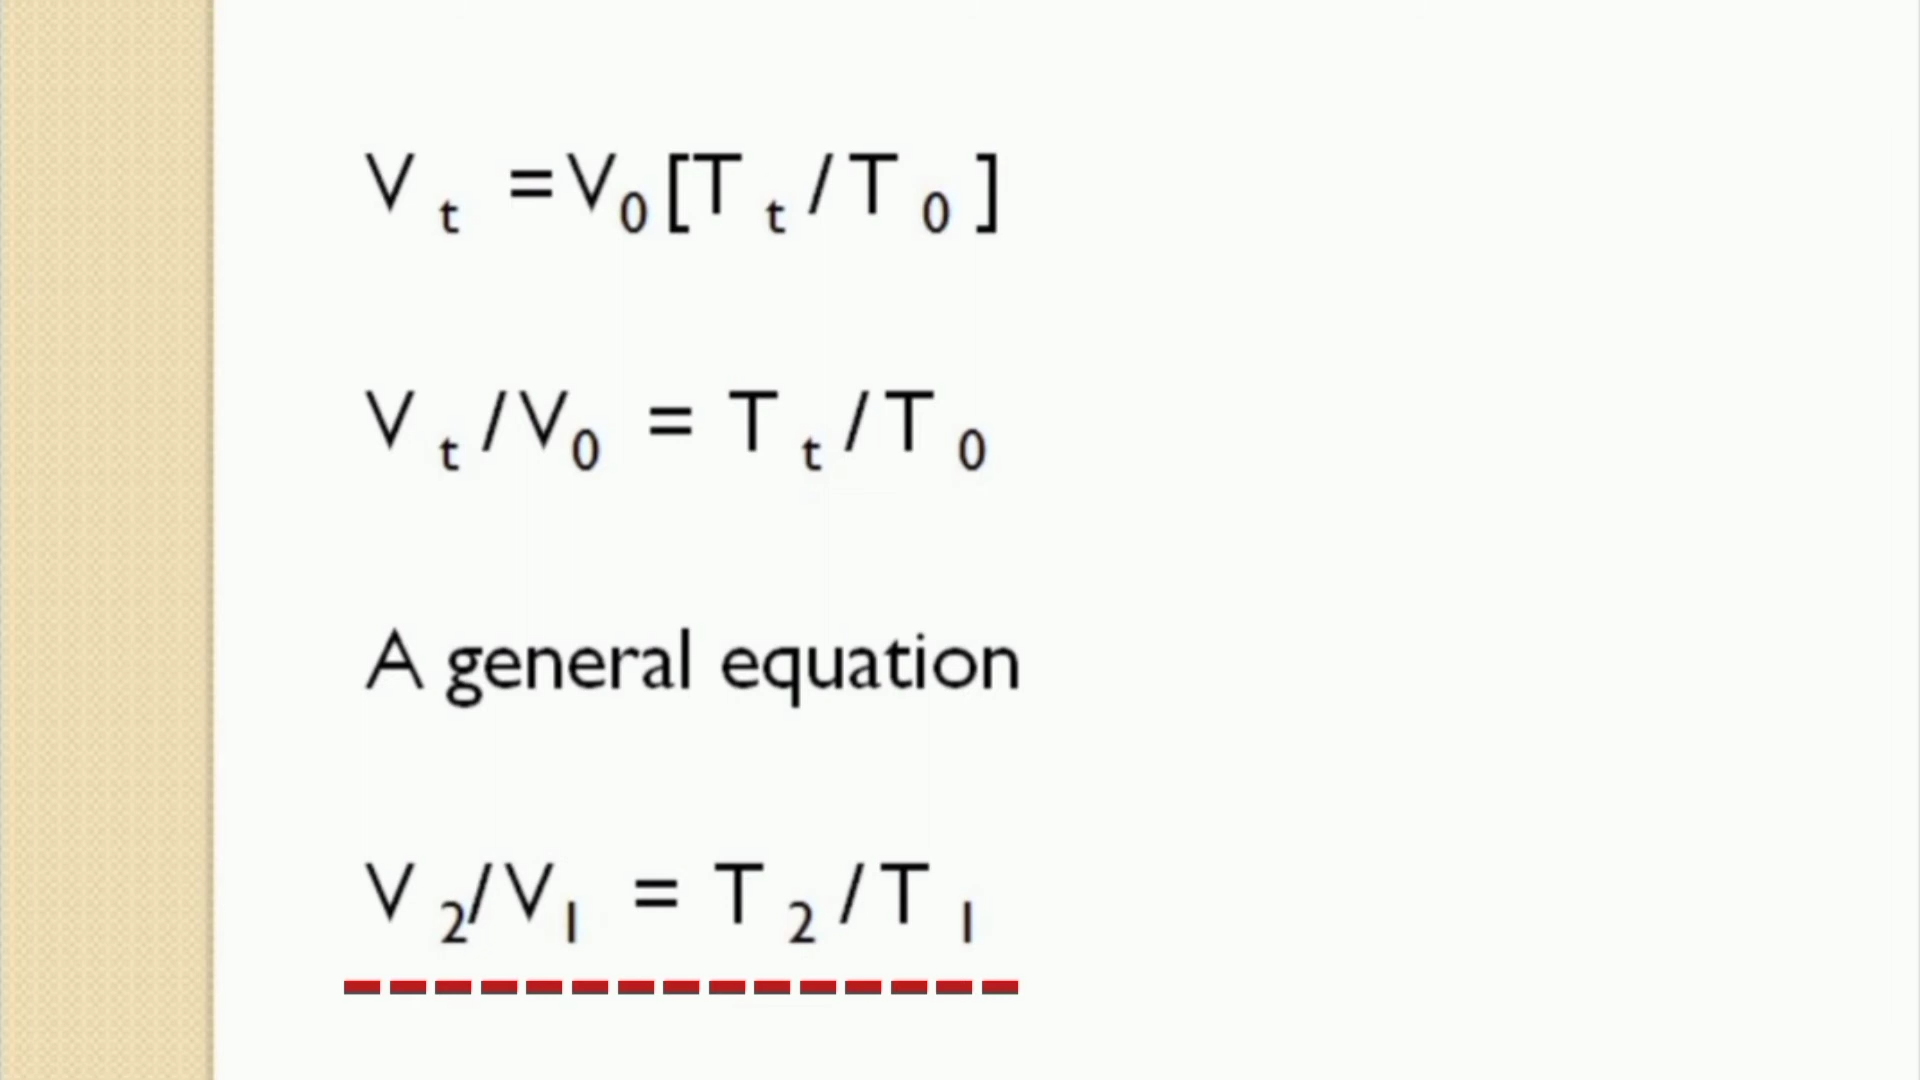 V t =V0[T t/T 0 ]
V t/V0 = T t/T 0
A general equation
V 2/V1 = T 2/T 1